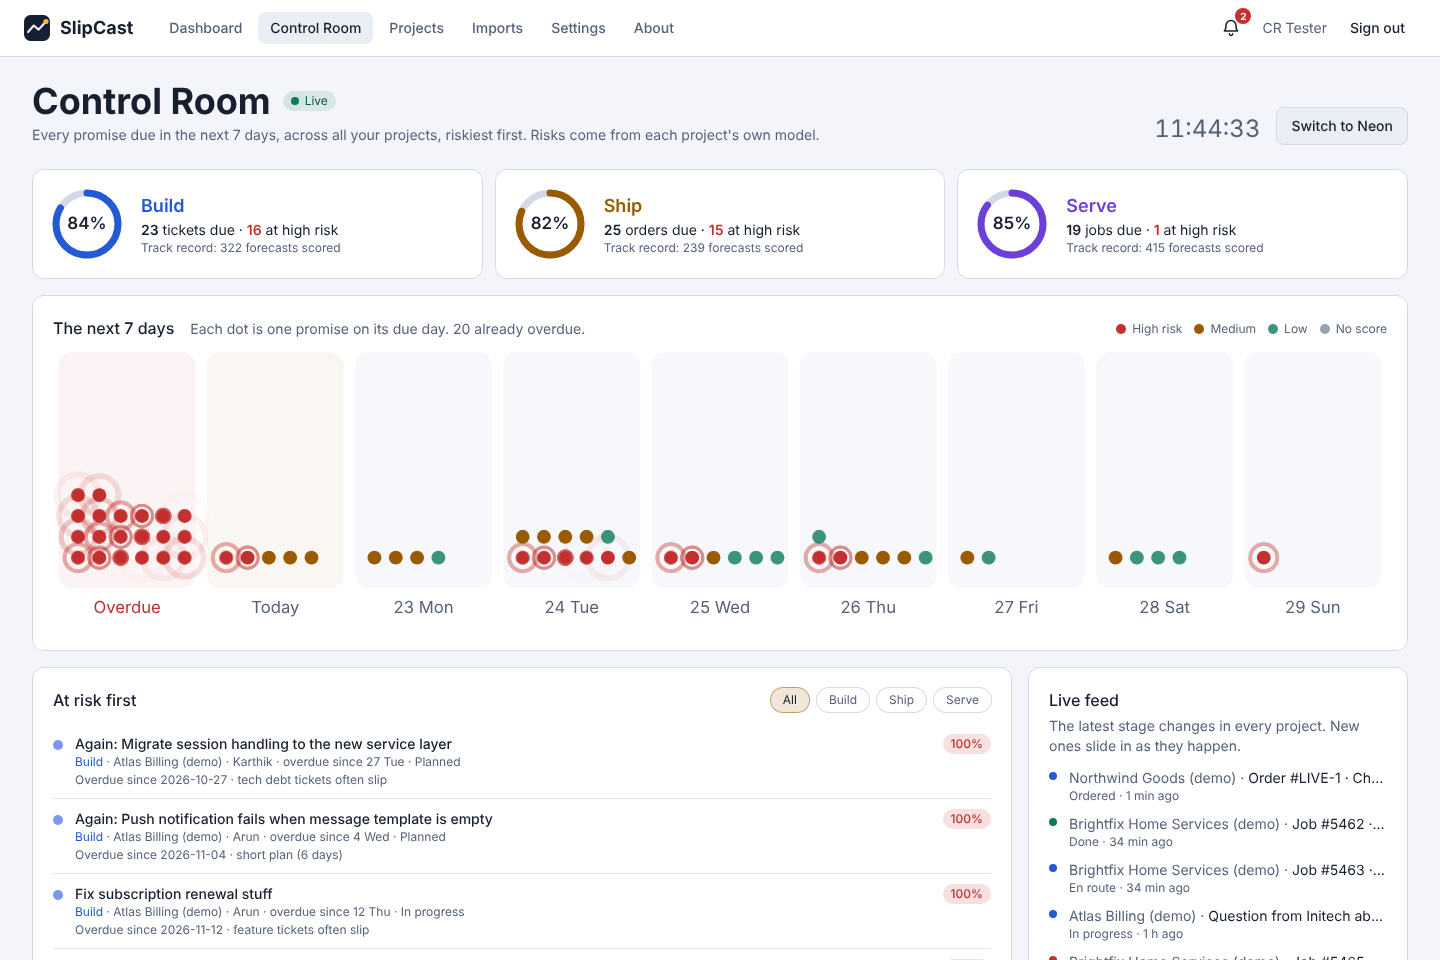 SlipCast
Dashboard
Control Room
Projects
Imports
Settings
About
2
CR Tester
Sign out
Control Room
Live
Every promise due in the next 7 days, across all your projects, riskiest first. Risks come from each project's own model.
11:44:33
Switch to Neon
84%
Build
23 tickets due · 16 at high risk
Track record: 322 forecasts scored
82%
Ship
25 orders due · 15 at high risk
Track record: 239 forecasts scored
85%
Serve
19 jobs due · 1 at high risk
Track record: 415 forecasts scored
The next 7 days
Each dot is one promise on its due day. 20 already overdue.
High risk
Medium
Low
No score
Overdue
Today
23 Mon
24 Tue
25 Wed
26 Thu
27 Fri
28 Sat
29 Sun
At risk first
All
Build
Ship
Serve
Again: Migrate session handling to the new service layer
100%
Build · Atlas Billing (demo) · Karthik · overdue since 27 Tue · Planned
Overdue since 2026-10-27 · tech debt tickets often slip
Again: Push notification fails when message template is empty
100%
Build · Atlas Billing (demo) · Arun · overdue since 4 Wed · Planned
Overdue since 2026-11-04 · short plan (6 days)
Fix subscription renewal stuff
100%
Build · Atlas Billing (demo) · Arun · overdue since 12 Thu · In progress
Overdue since 2026-11-12 · feature tickets often slip
Live feed
The latest stage changes in every project. New
ones slide in as they happen.
Northwind Goods (demo) · Order #LIVE-1 · Ch...
Ordered · 1 min ago
Brightfix Home Services (demo) · Job #5462 ·...
Done · 34 min ago
Brightfix Home Services (demo) · Job #5463 ·...
En route · 34 min ago
Atlas Billing (demo) · Question from Initech ab...
In progress · 1 h ago